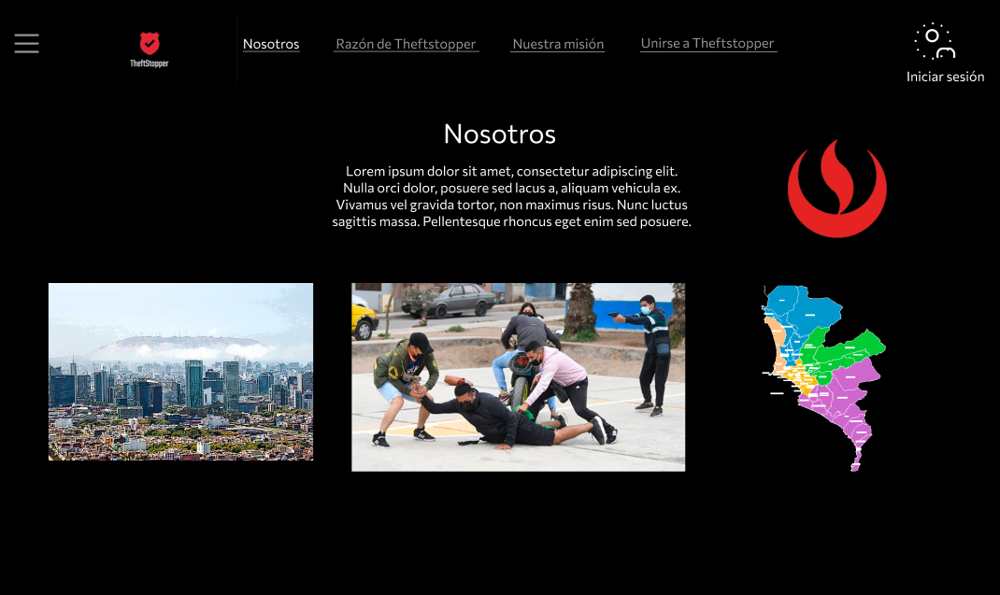 TheftStopper
Nosotros
Razón de Theftstopper
Nuestra misión
Unirse a Theftstopper
Iniciar sesión
Nosotros
Lorem ipsum dolor sit amet, consectetur adipiscing elit.
Nulla orci dolor, posuere sed lacus a, aliquam vehicula ex.
Vivamus vel gravida tortor, non maximus risus. Nunc luctus
sagittis massa. Pellentesque rhoncus eget enim sed posuere.